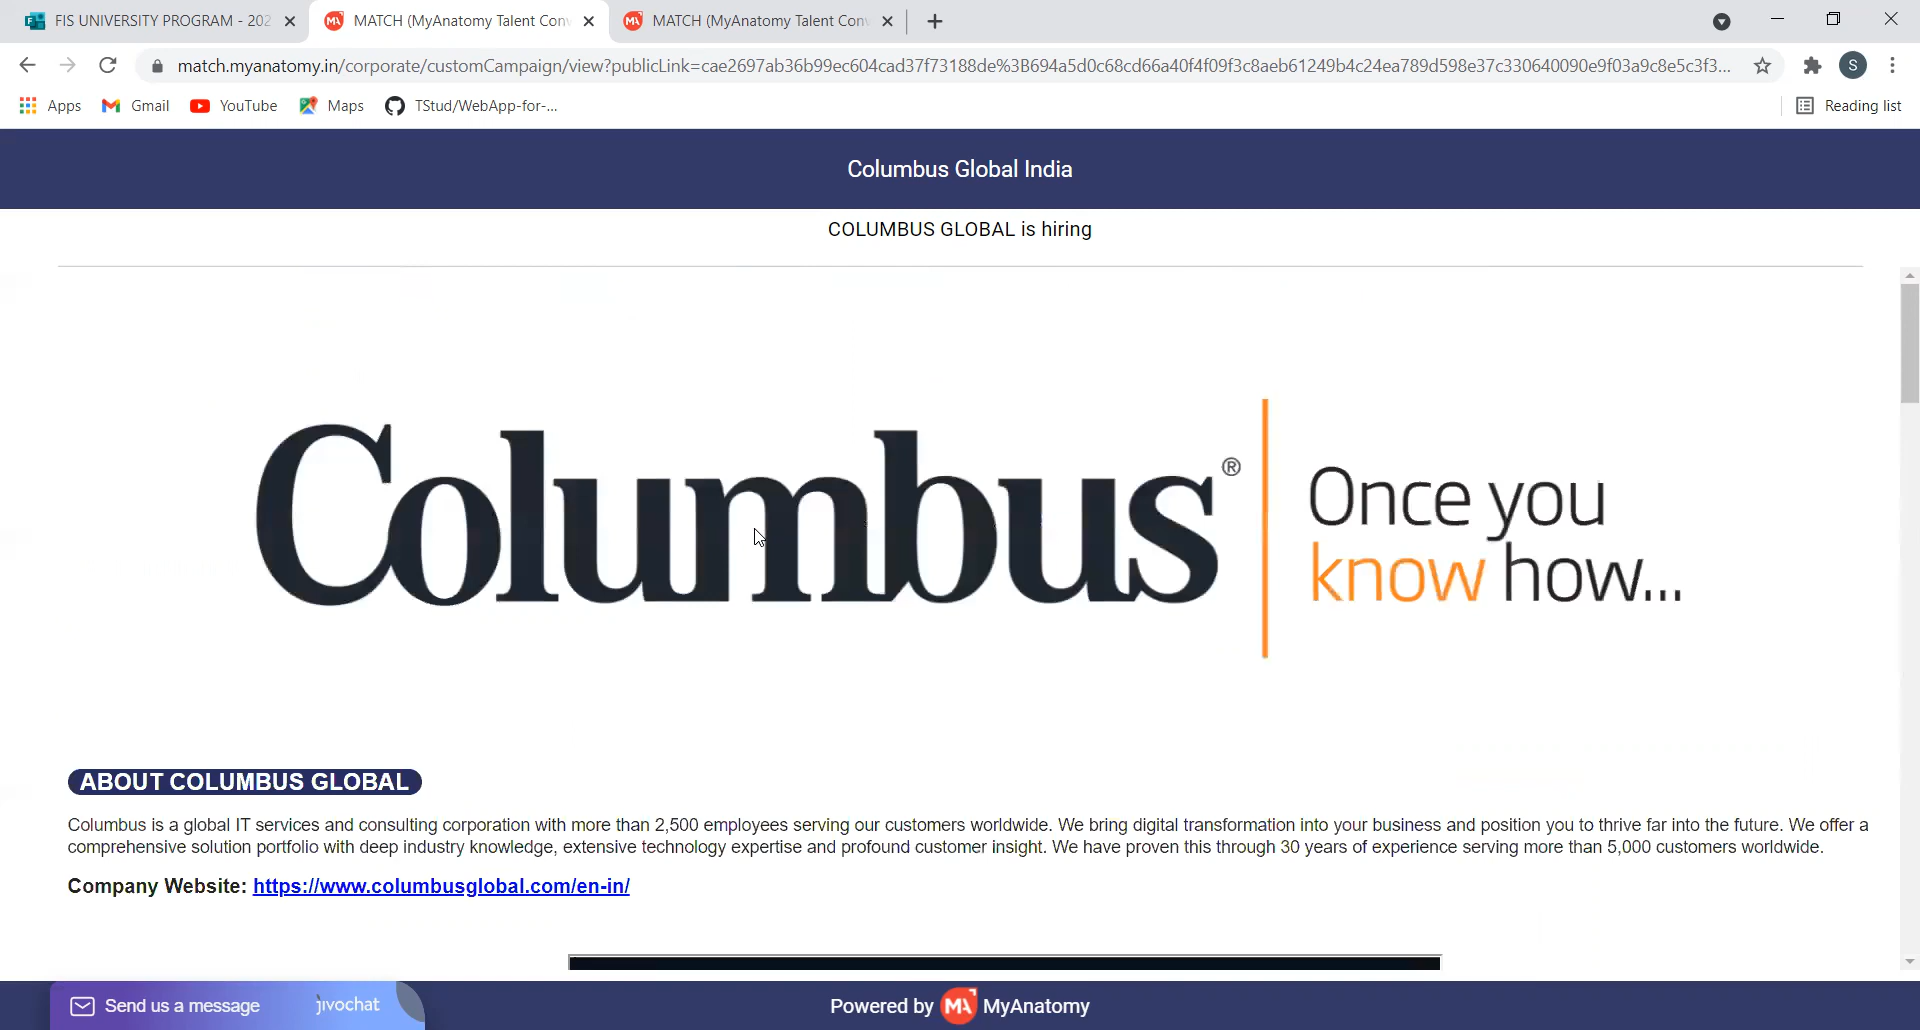 FIS UNIVERSITY PROGRAM - 202
MATCH (MyAnatomy Talent Con
MATCH (MyAnatomy Talent Con
match.myanatomy.in/corporate/customCampaign/view?publicLink=cae2697ab36b99ec604cad37f73188de%3B694a5d0c68cd66a40f4f09f3c8aeb61249b4c24ea789d598e37c330640090e9f03a9c8e5c3f3...
S
Apps
Gmail
YouTube
Maps
TStud/WebApp-for-...
Reading list
Columbus Global India
COLUMBUS GLOBAL is hiring
Columbus®
Once you
know how...
ABOUT COLUMBUS GLOBAL
Columbus is a global IT services and consulting corporation with more than 2,500 employees serving our customers worldwide. We bring digital transformation into your business and position you to thrive far into the future. We offer a
comprehensive solution portfolio with deep industry knowledge, extensive technology expertise and profound customer insight. We have proven this through 30 years of experience serving more than 5,000 customers worldwide.
Company Website: https://www.columbusglobal.com/en-in/
Send us a message
jivochat
Powered by MA MyAnatomy